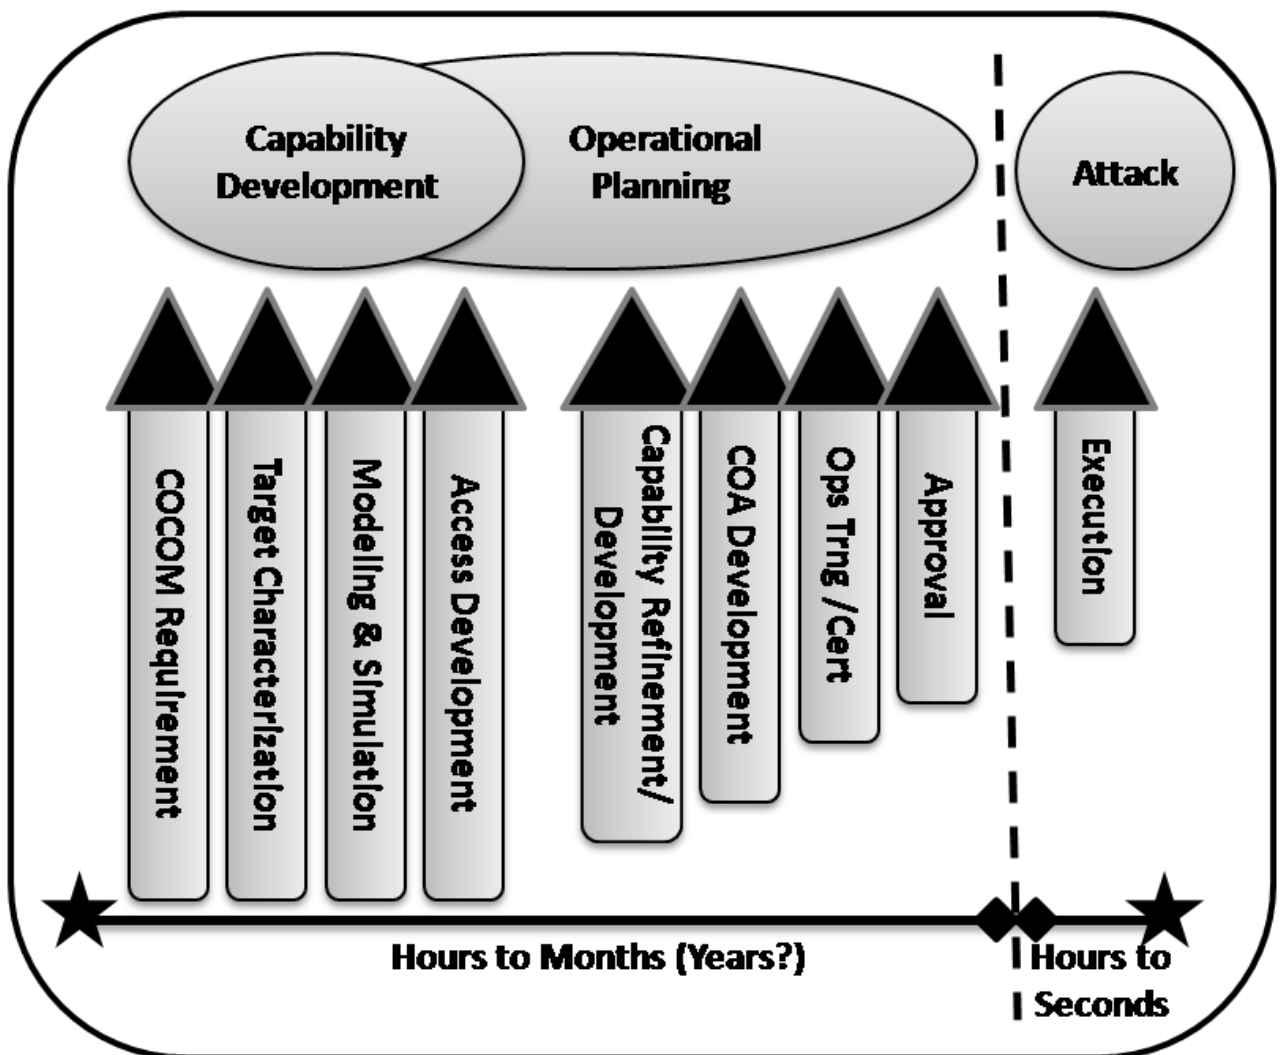 Capability
Development
Operational
Planning
Attack
COCOM Requirement
Target Characterization
Modeling & Simulation
Access Development
Capability Refinement/
Development
COA Development
Ops Trng /Cert
Approval
Execution
Hours to Months (Years?)
Hours to
Seconds